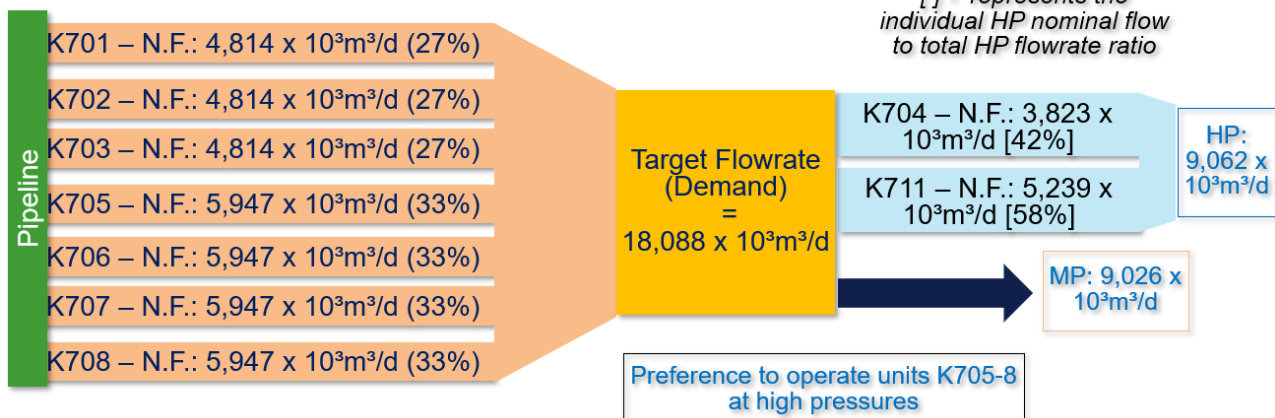 [ ] - represents the
individual HP nominal flow
to total HP flowrate ratio
Pipeline
K701 – N.F.: 4,814 x 10³m³/d (27%)
K702 – N.F.: 4,814 x 10³m³/d (27%)
K703 – N.F.: 4,814 x 10³m³/d (27%)
K705 – N.F.: 5,947 x 10³m³/d (33%)
K706 – N.F.: 5,947 x 10³m³/d (33%)
K707 – N.F.: 5,947 x 10³m³/d (33%)
K708 – N.F.: 5,947 x 10³m³/d (33%)
Target Flowrate
(Demand)
=
18,088 x 10³m³/d
K704 – N.F.: 3,823 x
10³m³/d [42%]
K711 – N.F.: 5,239 x
10³m³/d [58%]
HP:
9,062 x
10³m³/d
MP: 9,026 x
10³m³/d
Preference to operate units K705-8
at high pressures